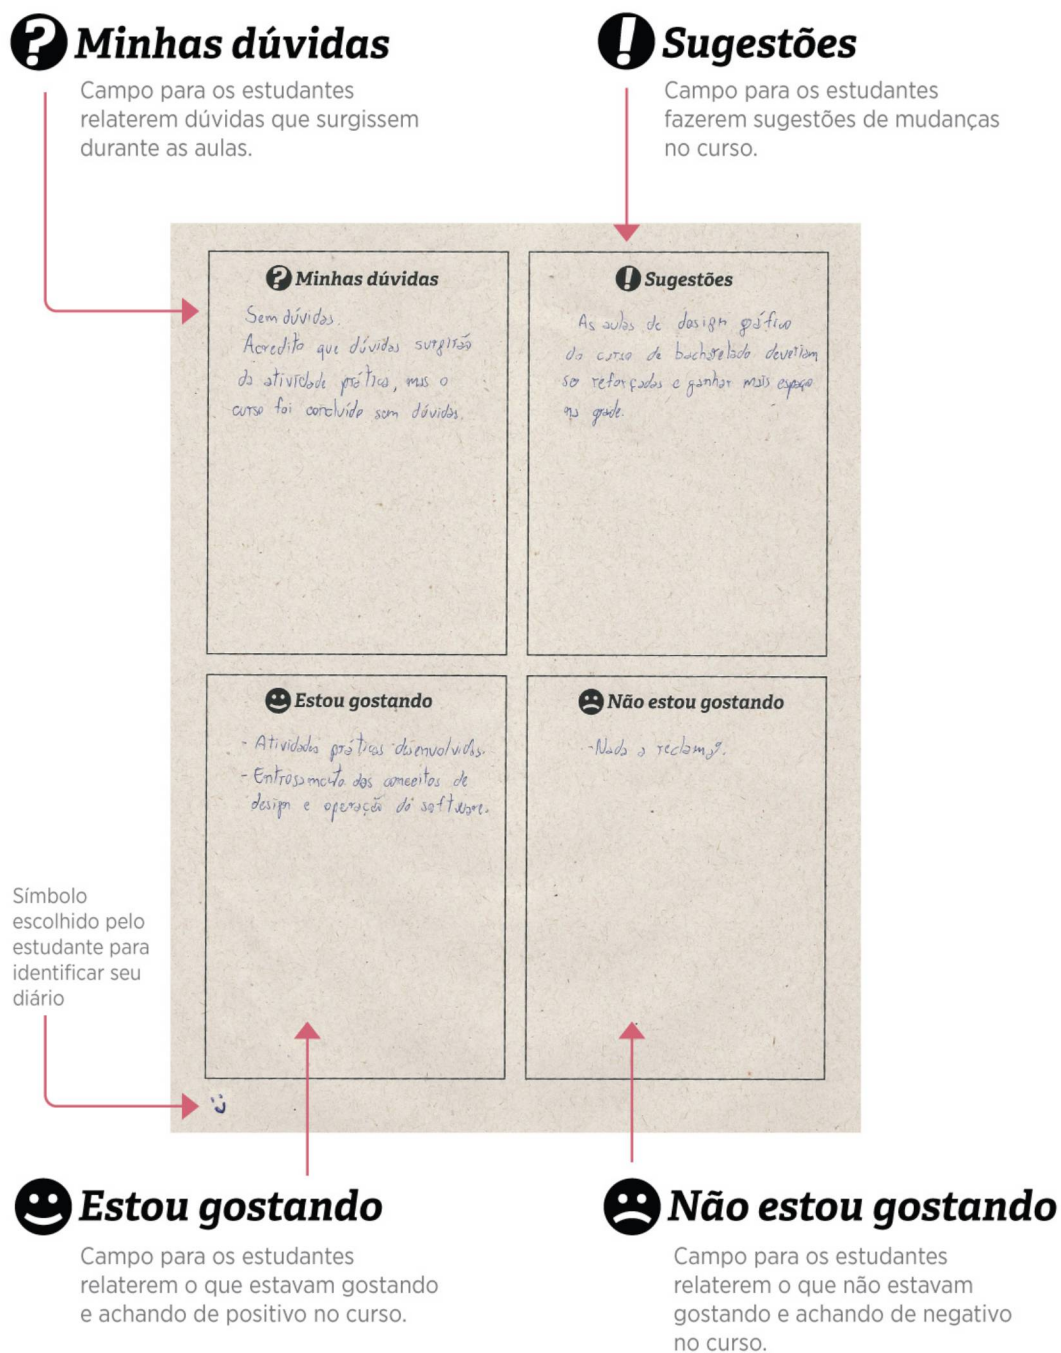 Minhas dúvidas
Campo para os estudantes
relaterem dúvidas que surgissem
durante as aulas.
Sugestões
Campo para os estudantes
fazerem sugestões de mudanças
no curso.
Minhas dúvidas
Sem dúvidas.
Acredito que dúvidas surgirão
da atividade prática, mas o
curso foi concluído sem dúvidas.
Sugestões
As aulas de design gráfico
do curso de bacharelado deveriam
ser reforçadas e ganhar mais espaço
na grade.
Estou gostando
- Atividades práticas desenvolvidas.
- Entrosamento dos conceitos de
design e operação do software.
Não estou gostando
- Nada a reclamar.
Símbolo
escolhido pelo
estudante para
identificar seu
diário
Estou gostando
Campo para os estudantes
relaterem o que estavam gostando
e achando de positivo no curso.
Não estou gostando
Campo para os estudantes
relaterem o que não estavam
gostando e achando de negativo
no curso.